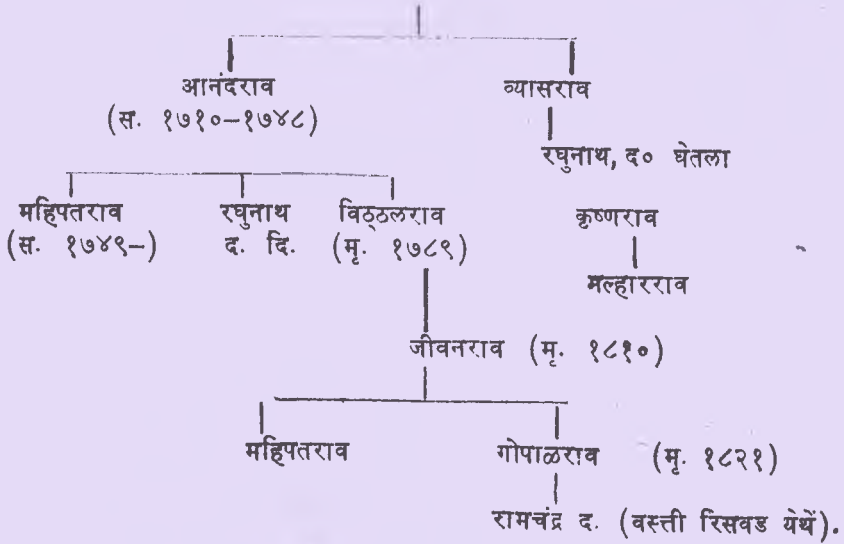 आनंदराव व्यासराव
(स. १७१०-१७४८)
रघुनाथ, द० घेतला
महिपतराव रघुनाथ विठ्ठलराव कृष्णराव
(स. १७४९-) द. दि. (मृ. १७८९)
मल्हारराव
जीवनराव (मृ. १८१०)
महिपतराव गोपाळराव (मृ. १८२१)
रामचंद्र द. (वस्ती रिसवड येथें).